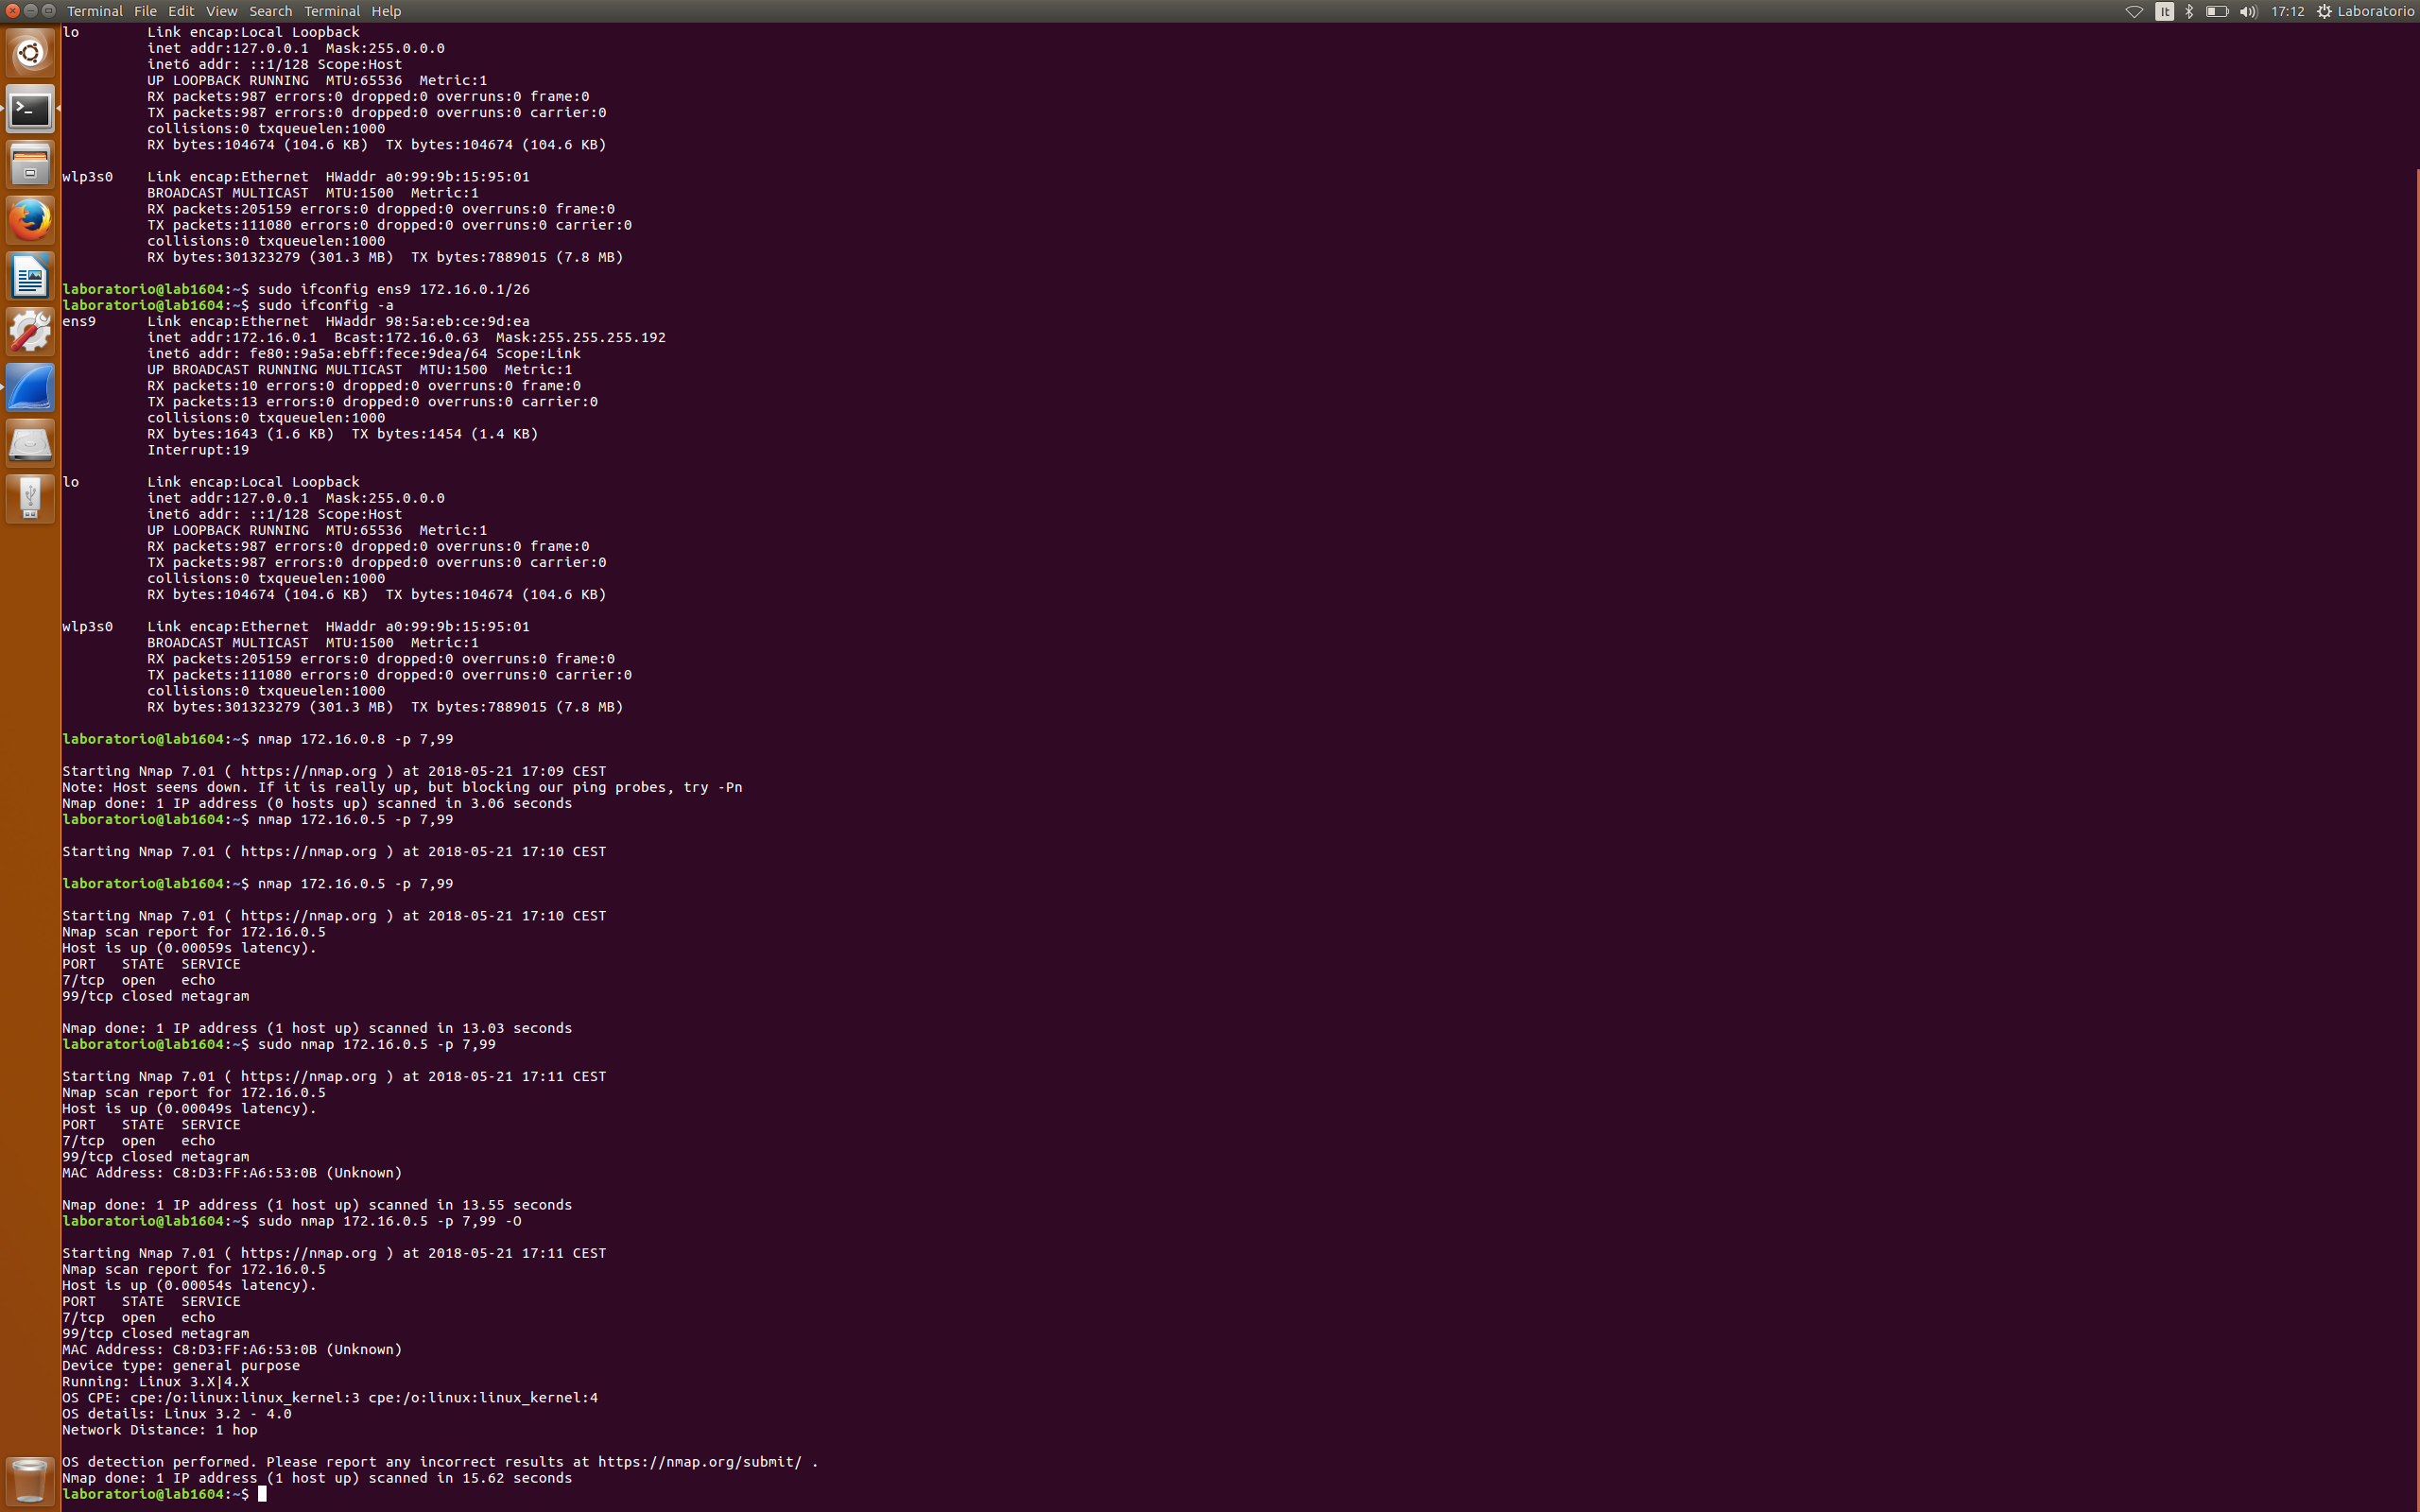 Terminal File Edit View Search Terminal Help
It 17:12 Laboratorio
lo        Link encap:Local Loopback
          inet addr:127.0.0.1  Mask:255.0.0.0
          inet6 addr: ::1/128 Scope:Host
          UP LOOPBACK RUNNING  MTU:65536  Metric:1
          RX packets:987 errors:0 dropped:0 overruns:0 frame:0
          TX packets:987 errors:0 dropped:0 overruns:0 carrier:0
          collisions:0 txqueuelen:1000
          RX bytes:104674 (104.6 KB)  TX bytes:104674 (104.6 KB)
wlp3s0    Link encap:Ethernet  HWaddr a0:99:9b:15:95:01
          BROADCAST MULTICAST  MTU:1500  Metric:1
          RX packets:205159 errors:0 dropped:0 overruns:0 frame:0
          TX packets:111080 errors:0 dropped:0 overruns:0 carrier:0
          collisions:0 txqueuelen:1000
          RX bytes:301323279 (301.3 MB)  TX bytes:7889015 (7.8 MB)
laboratorio@lab1604:~$ sudo ifconfig ens9 172.16.0.1/26
laboratorio@lab1604:~$ sudo ifconfig -a
ens9      Link encap:Ethernet  HWaddr 98:5a:eb:ce:9d:ea
          inet addr:172.16.0.1  Bcast:172.16.0.63  Mask:255.255.255.192
          inet6 addr: fe80::9a5a:ebff:fece:9dea/64 Scope:Link
          UP BROADCAST RUNNING MULTICAST  MTU:1500  Metric:1
          RX packets:10 errors:0 dropped:0 overruns:0 frame:0
          TX packets:13 errors:0 dropped:0 overruns:0 carrier:0
          collisions:0 txqueuelen:1000
          RX bytes:1643 (1.6 KB)  TX bytes:1454 (1.4 KB)
          Interrupt:19
lo        Link encap:Local Loopback
          inet addr:127.0.0.1  Mask:255.0.0.0
          inet6 addr: ::1/128 Scope:Host
          UP LOOPBACK RUNNING  MTU:65536  Metric:1
          RX packets:987 errors:0 dropped:0 overruns:0 frame:0
          TX packets:987 errors:0 dropped:0 overruns:0 carrier:0
          collisions:0 txqueuelen:1000
          RX bytes:104674 (104.6 KB)  TX bytes:104674 (104.6 KB)
wlp3s0    Link encap:Ethernet  HWaddr a0:99:9b:15:95:01
          BROADCAST MULTICAST  MTU:1500  Metric:1
          RX packets:205159 errors:0 dropped:0 overruns:0 frame:0
          TX packets:111080 errors:0 dropped:0 overruns:0 carrier:0
          collisions:0 txqueuelen:1000
          RX bytes:301323279 (301.3 MB)  TX bytes:7889015 (7.8 MB)
laboratorio@lab1604:~$ nmap 172.16.0.8 -p 7,99
Starting Nmap 7.01 ( https://nmap.org ) at 2018-05-21 17:09 CEST
Note: Host seems down. If it is really up, but blocking our ping probes, try -Pn
Nmap done: 1 IP address (0 hosts up) scanned in 3.06 seconds
laboratorio@lab1604:~$ nmap 172.16.0.5 -p 7,99
Starting Nmap 7.01 ( https://nmap.org ) at 2018-05-21 17:10 CEST
laboratorio@lab1604:~$ nmap 172.16.0.5 -p 7,99
Starting Nmap 7.01 ( https://nmap.org ) at 2018-05-21 17:10 CEST
Nmap scan report for 172.16.0.5
Host is up (0.00059s latency).
PORT   STATE  SERVICE
7/tcp  open   echo
99/tcp closed metagram
Nmap done: 1 IP address (1 host up) scanned in 13.03 seconds
laboratorio@lab1604:~$ sudo nmap 172.16.0.5 -p 7,99
Starting Nmap 7.01 ( https://nmap.org ) at 2018-05-21 17:11 CEST
Nmap scan report for 172.16.0.5
Host is up (0.00049s latency).
PORT   STATE  SERVICE
7/tcp  open   echo
99/tcp closed metagram
MAC Address: C8:D3:FF:A6:53:0B (Unknown)
Nmap done: 1 IP address (1 host up) scanned in 13.55 seconds
laboratorio@lab1604:~$ sudo nmap 172.16.0.5 -p 7,99 -O
Starting Nmap 7.01 ( https://nmap.org ) at 2018-05-21 17:11 CEST
Nmap scan report for 172.16.0.5
Host is up (0.00054s latency).
PORT   STATE  SERVICE
7/tcp  open   echo
99/tcp closed metagram
MAC Address: C8:D3:FF:A6:53:0B (Unknown)
Device type: general purpose
Running: Linux 3.X|4.X
OS CPE: cpe:/o:linux:linux_kernel:3 cpe:/o:linux:linux_kernel:4
OS details: Linux 3.2 - 4.0
Network Distance: 1 hop
OS detection performed. Please report any incorrect results at https://nmap.org/submit/ .
Nmap done: 1 IP address (1 host up) scanned in 15.62 seconds
laboratorio@lab1604:~$